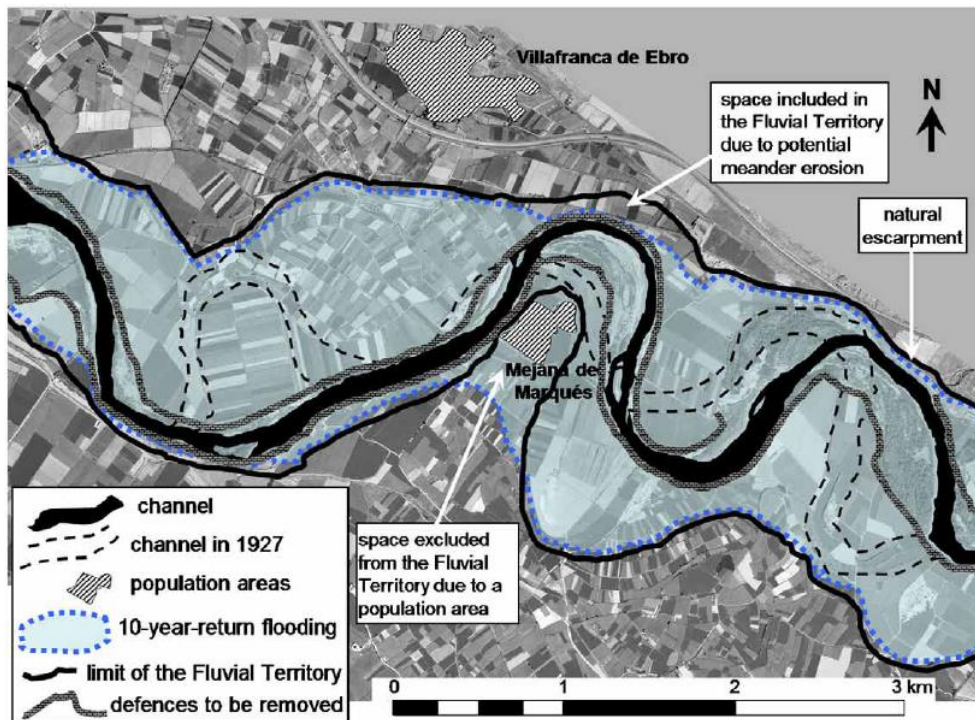 Villafranca de Ebro
space included in
the Fluvial Territory
due to potential
meander erosion
N
natural
escarpment
Mejana de
Marqués
space excluded
from the Fluvial
Territory due to a
population area
channel
channel in 1927
population areas
10-year-return flooding
limit of the Fluvial Territory
defences to be removed
0 1 2 3 km